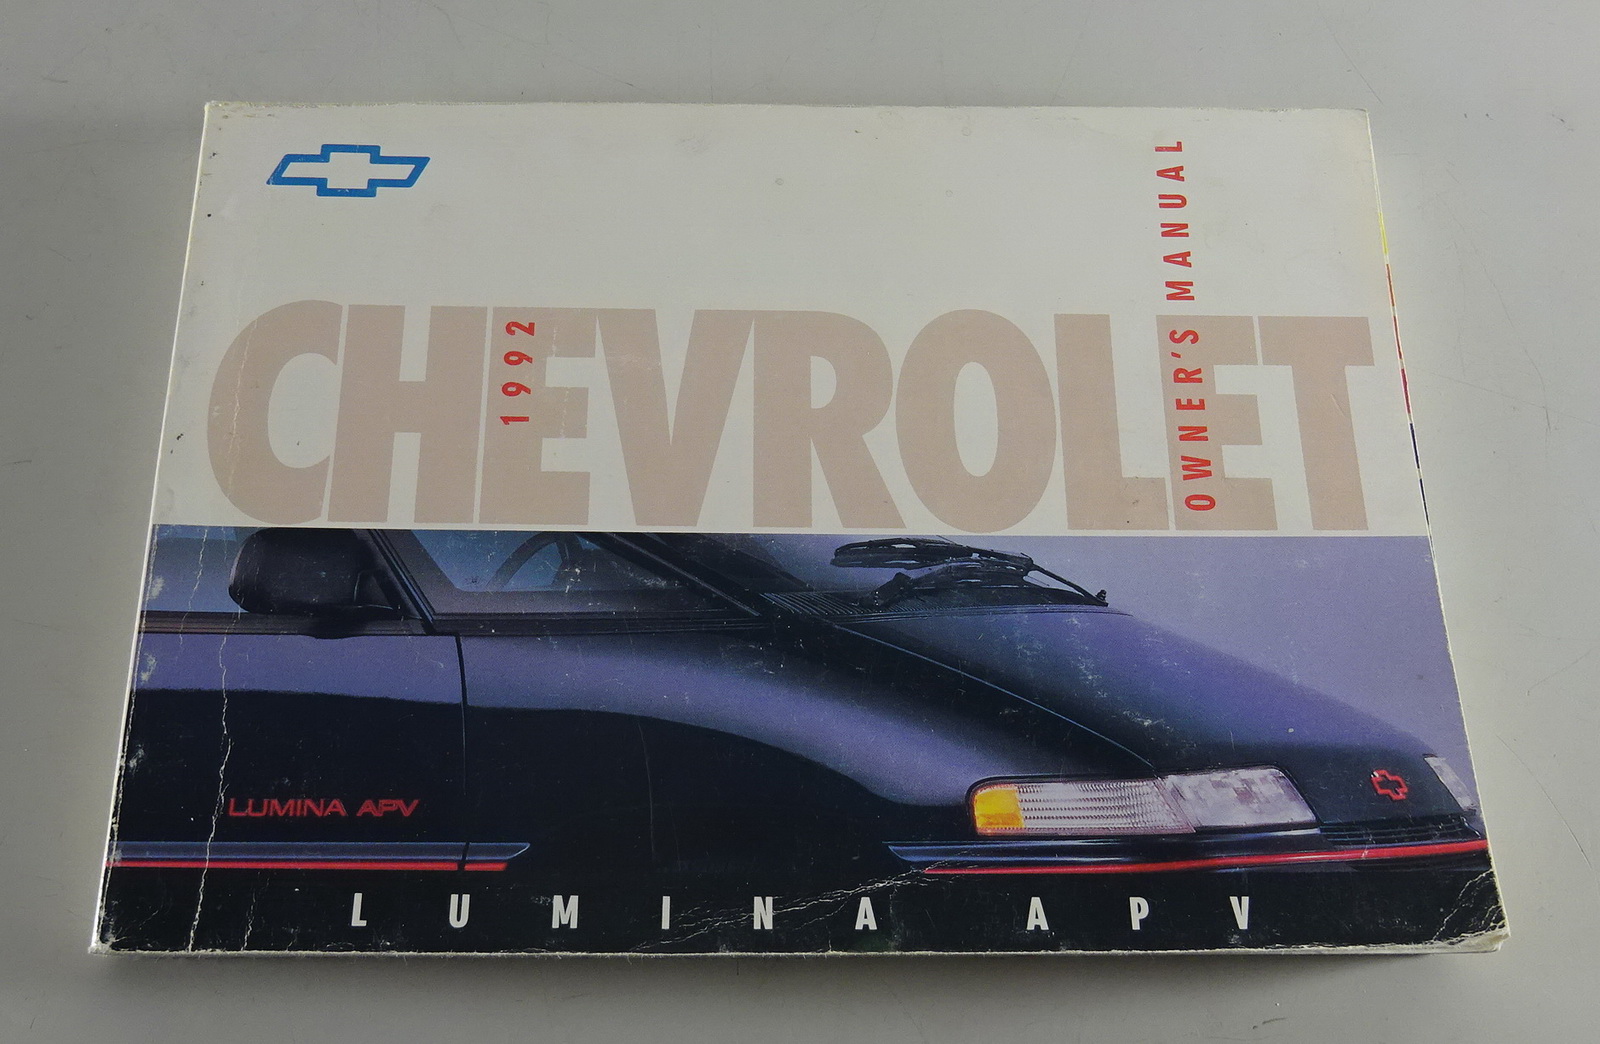 CHEVROLET
1992
OWNER'S MANUAL
LUMINA APV
LUMINA APV